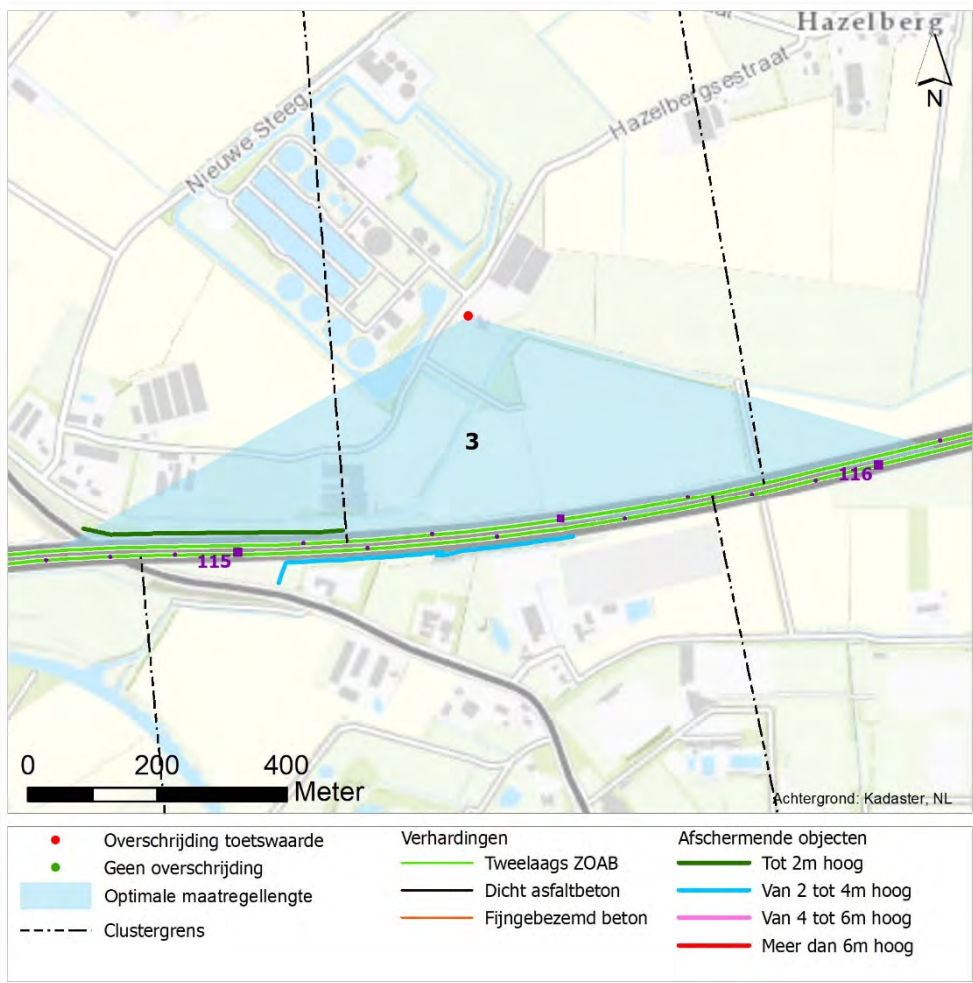 Hazelberg
N
Hazelbergsestraat
Nieuwe Steeg
3
116
115
0 200 400
Meter
Achtergrond: Kadaster, NL
Overschrijding toetswaarde
Geen overschrijding
Optimale maatregellengte
Clustergrens
Verhardingen
Tweelaags ZOAB
Dicht asfaltbeton
Fijngebezemd beton
Afschermende objecten
Tot 2m hoog
Van 2 tot 4m hoog
Van 4 tot 6m hoog
Meer dan 6m hoog